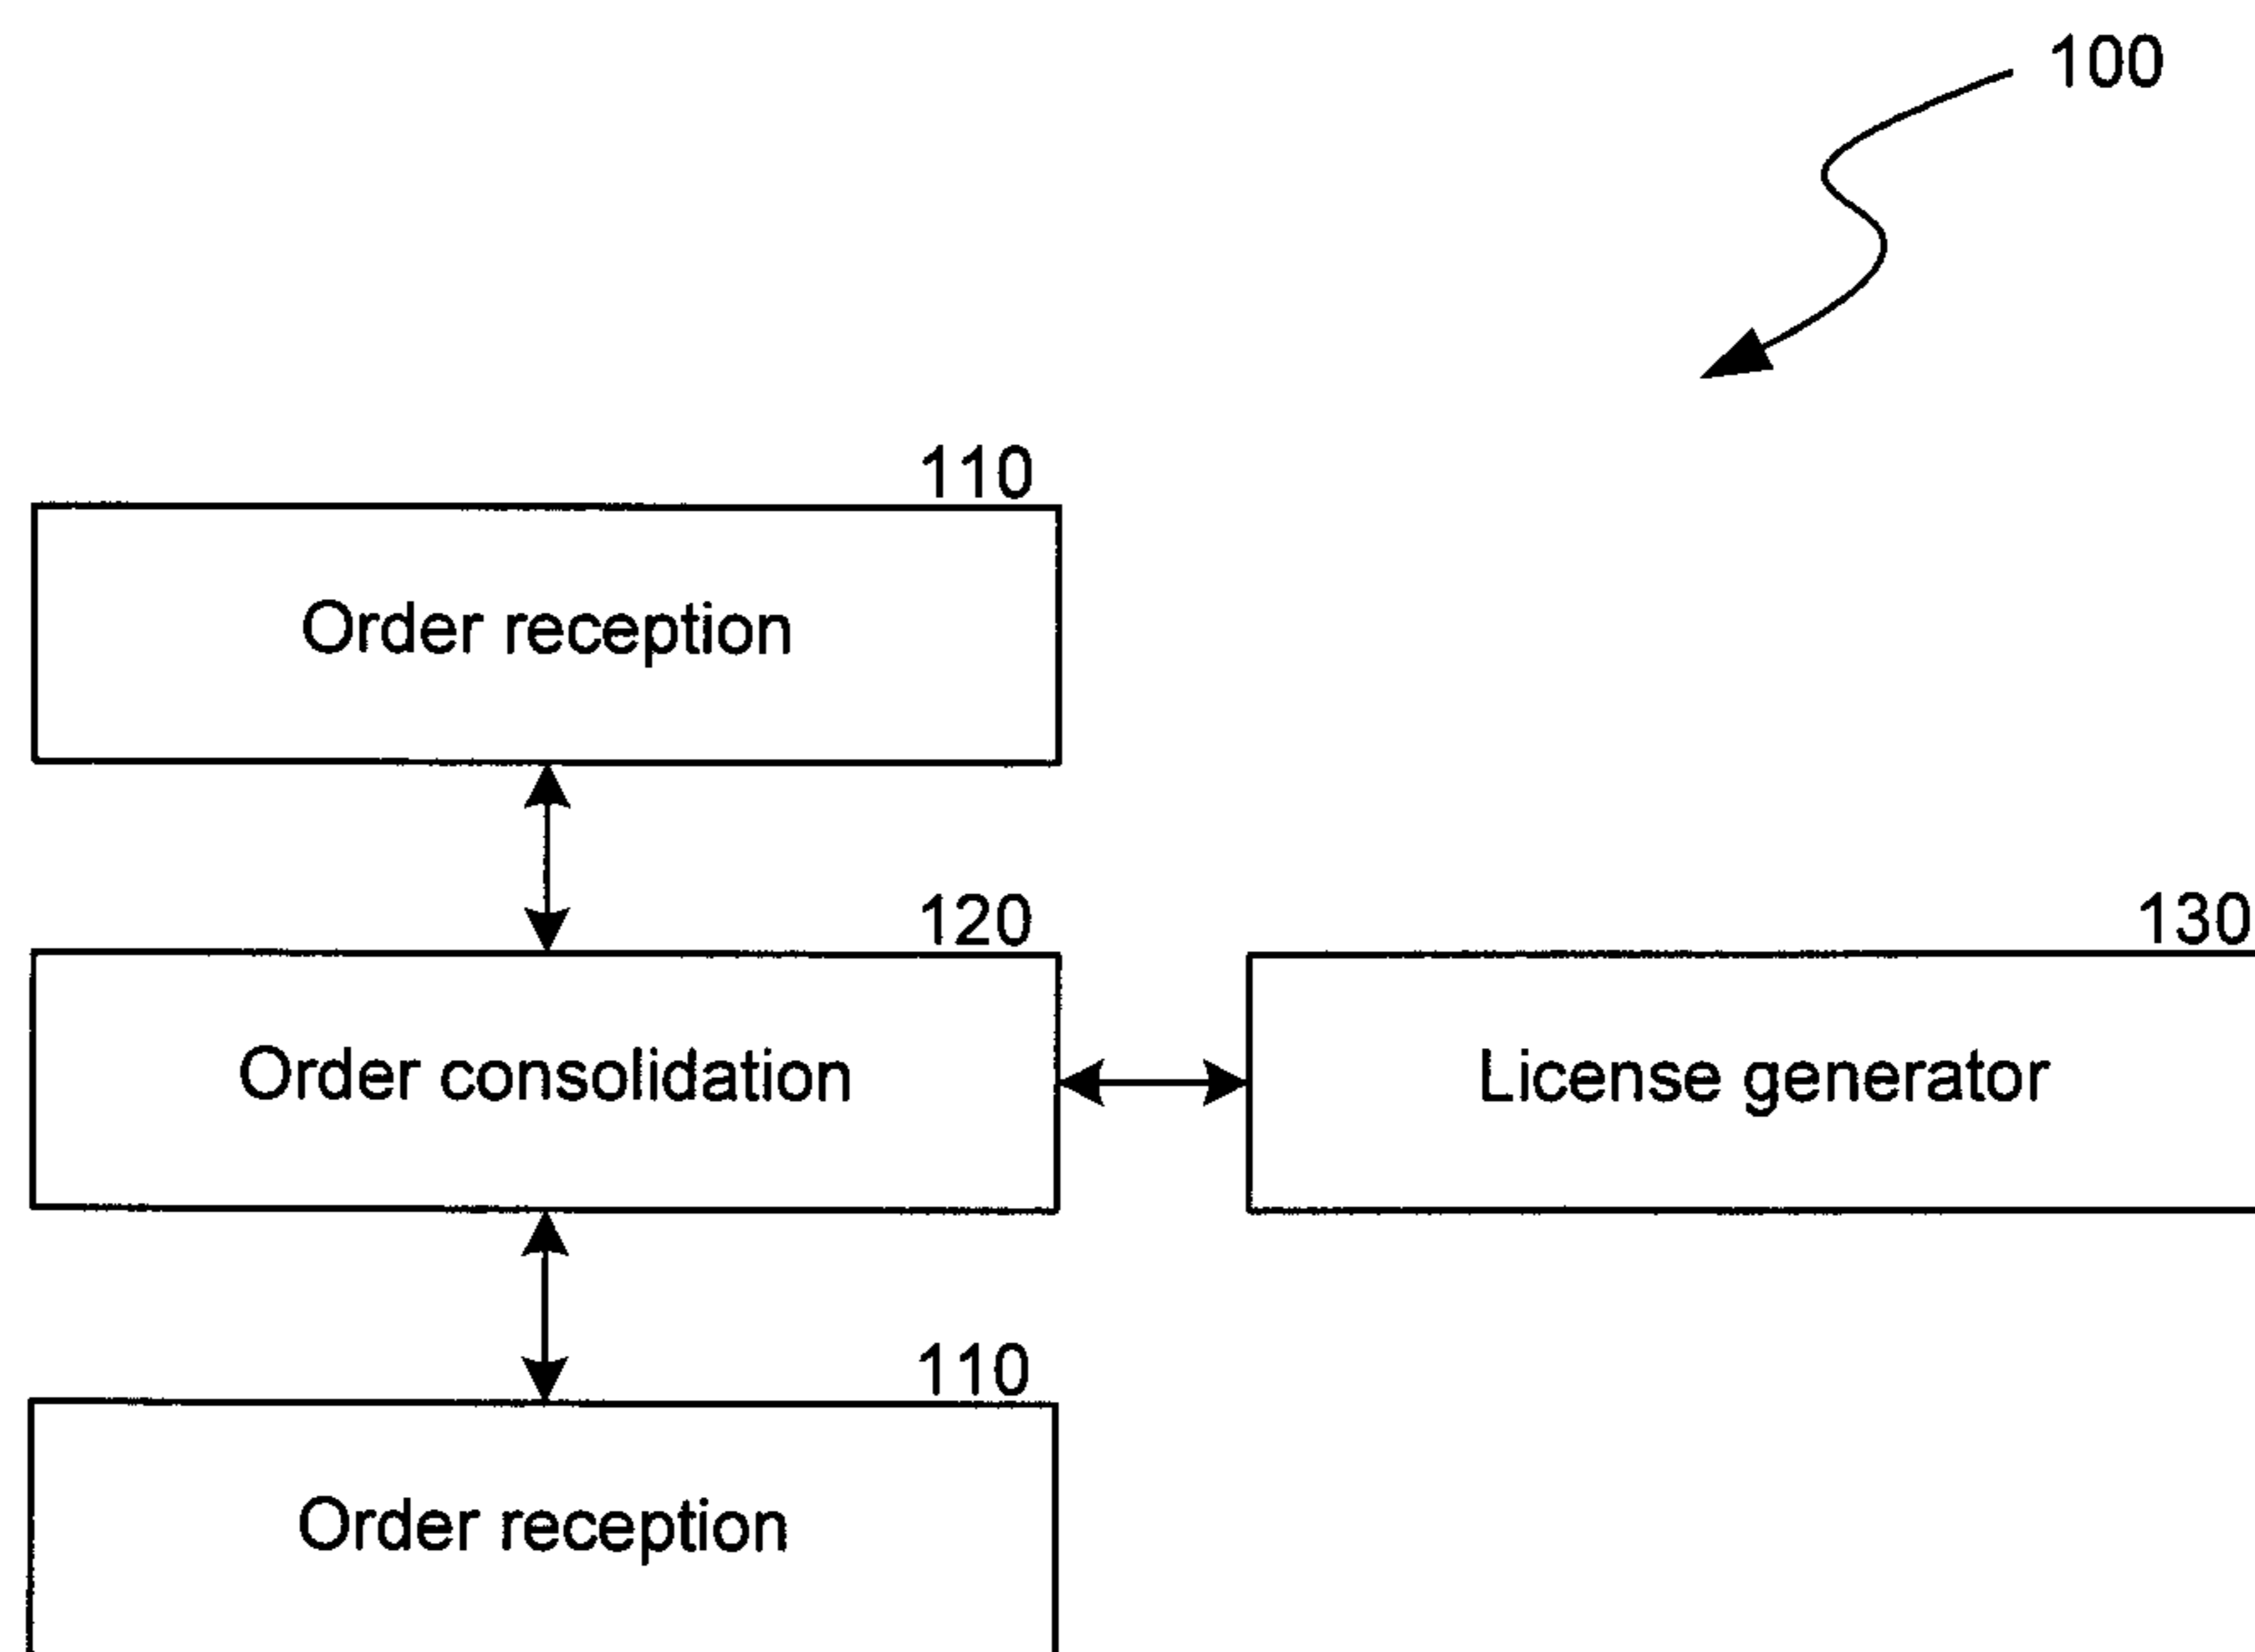 100
110
Order reception
120
Order consolidation
130
License generator
110
Order reception